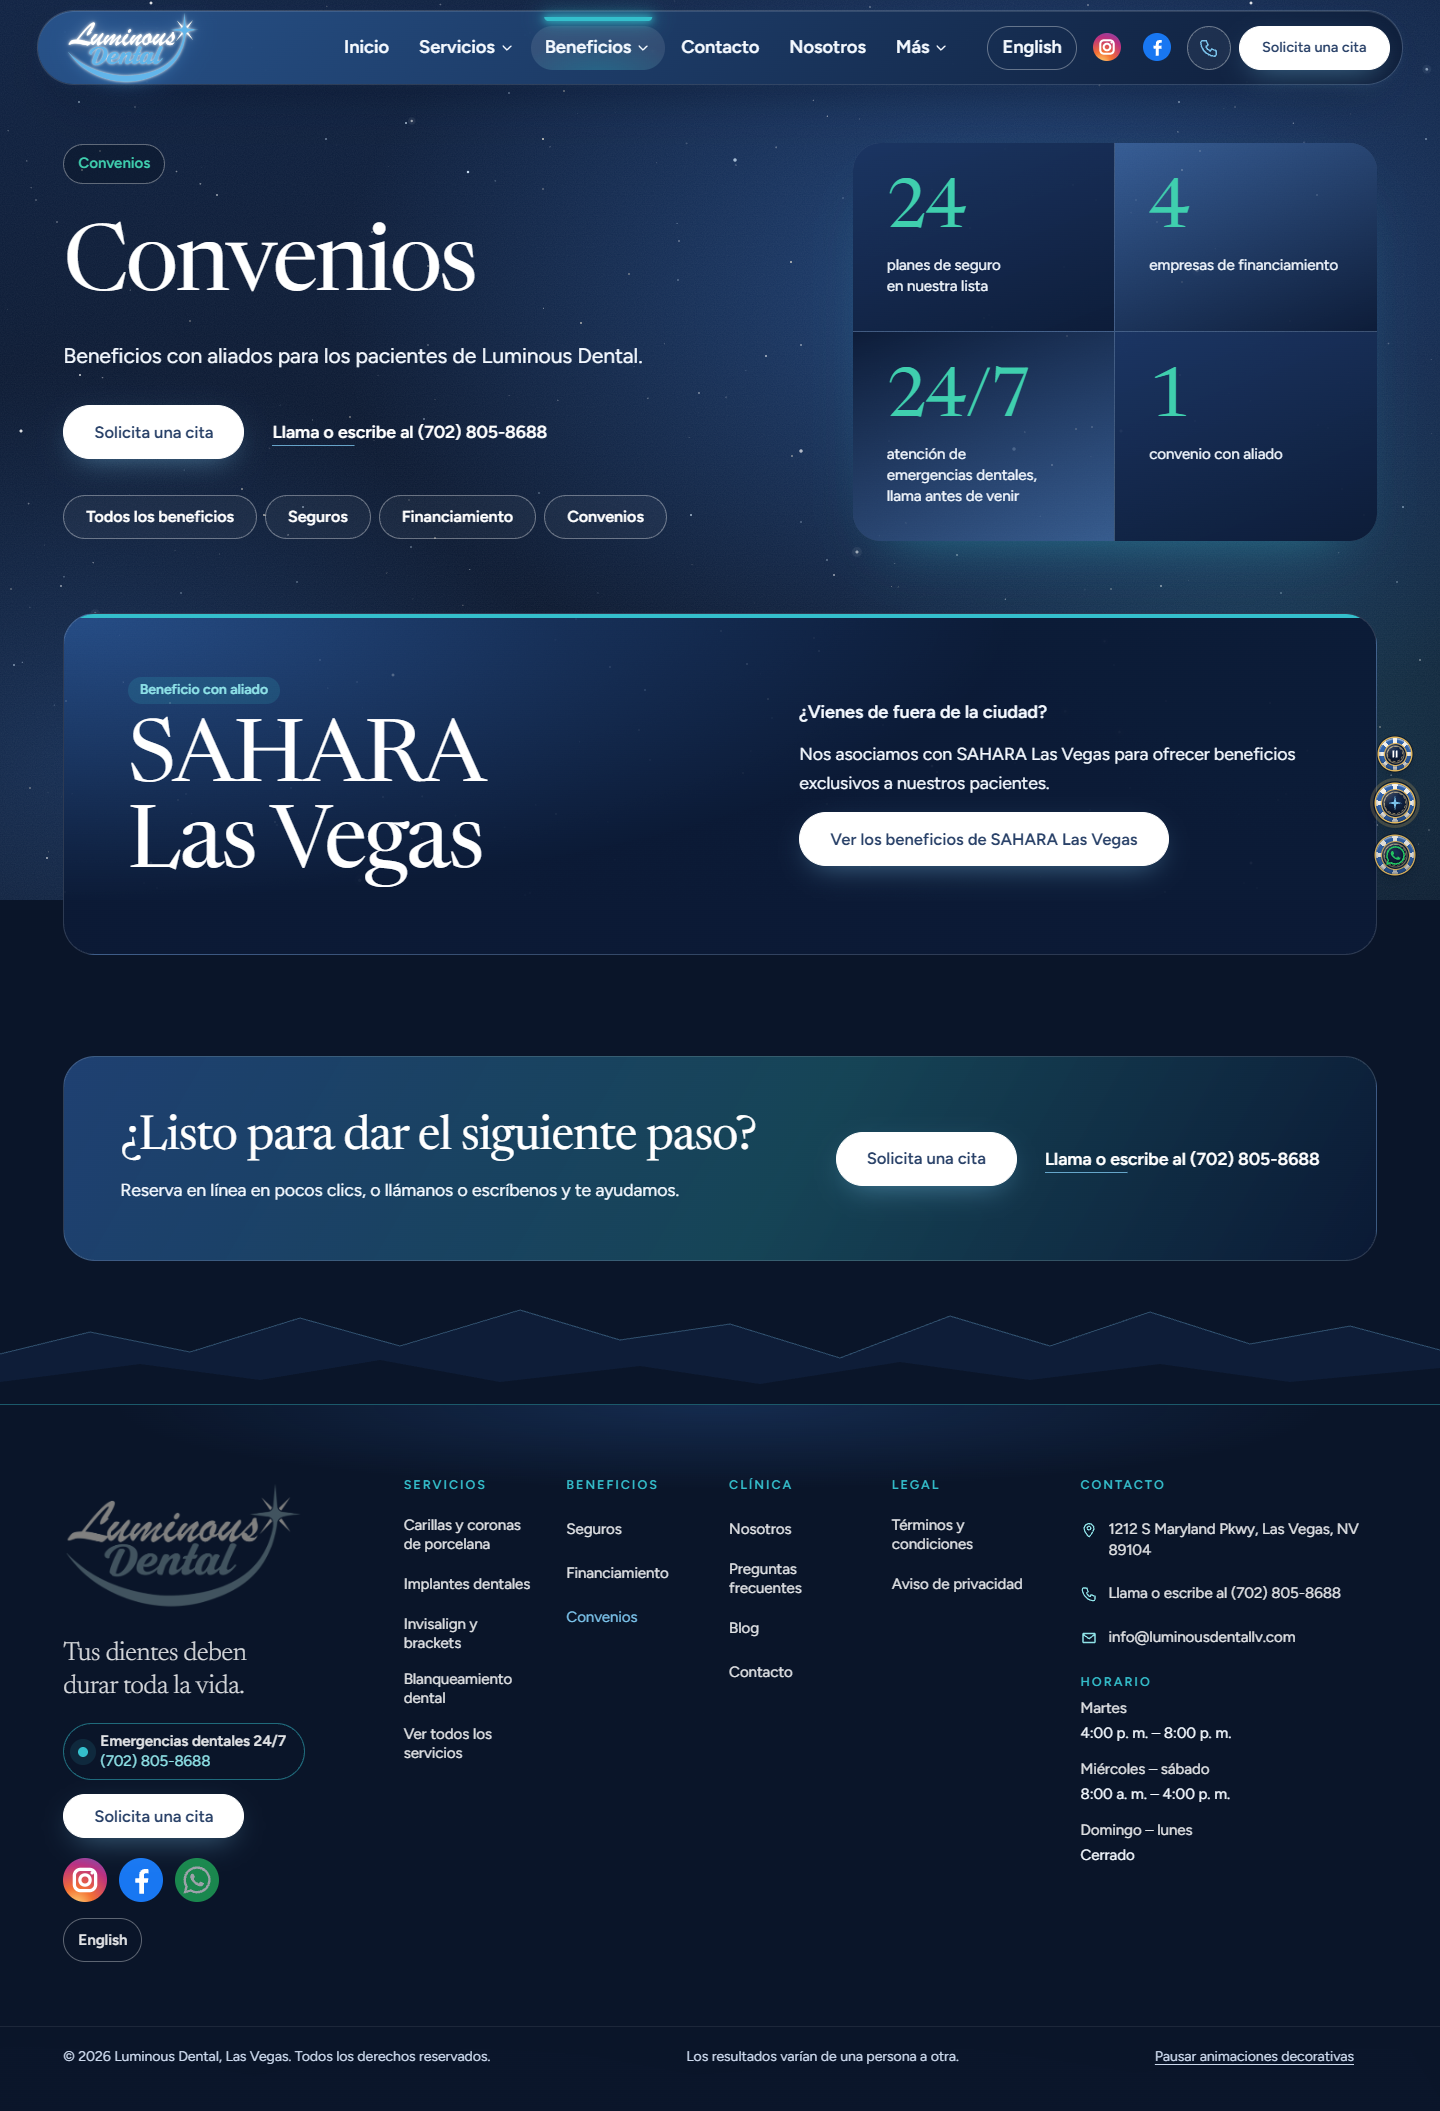 Luminous
Dental
Inicio
Servicios
Beneficios
Contacto
Nosotros
Más
English
Solicita una cita
Convenios
Convenios
Beneficios con aliados para los pacientes de Luminous Dental.
Solicita una cita
Llama o escribe al (702) 805-8688
Todos los beneficios
Seguros
Financiamiento
Convenios
24
planes de seguro
en nuestra lista
4
empresas de financiamiento
24/7
atención de
emergencias dentales,
llama antes de venir
1
convenio con aliado
Beneficio con aliado
SAHARA
Las Vegas
¿Vienes de fuera de la ciudad?
Nos asociamos con SAHARA Las Vegas para ofrecer beneficios
exclusivos a nuestros pacientes.
Ver los beneficios de SAHARA Las Vegas
¿Listo para dar el siguiente paso?
Reserva en línea en pocos clics, o llámanos o escríbenos y te ayudamos.
Solicita una cita
Llama o escribe al (702) 805-8688
Luminous
Dental
Tus dientes deben
durar toda la vida.
Emergencias dentales 24/7
(702) 805-8688
Solicita una cita
English
SERVICIOS
Carillas y coronas
de porcelana
Implantes dentales
Invisalign y
brackets
Blanqueamiento
dental
Ver todos los
servicios
BENEFICIOS
Seguros
Financiamiento
Convenios
CLÍNICA
Nosotros
Preguntas
frecuentes
Blog
Contacto
LEGAL
Términos y
condiciones
Aviso de privacidad
CONTACTO
1212 S Maryland Pkwy, Las Vegas, NV
89104
Llama o escribe al (702) 805-8688
info@luminousdentallv.com
HORARIO
Martes
4:00 p. m. – 8:00 p. m.
Miércoles – sábado
8:00 a. m. – 4:00 p. m.
Domingo – lunes
Cerrado
© 2026 Luminous Dental, Las Vegas. Todos los derechos reservados.
Los resultados varían de una persona a otra.
Pausar animaciones decorativas